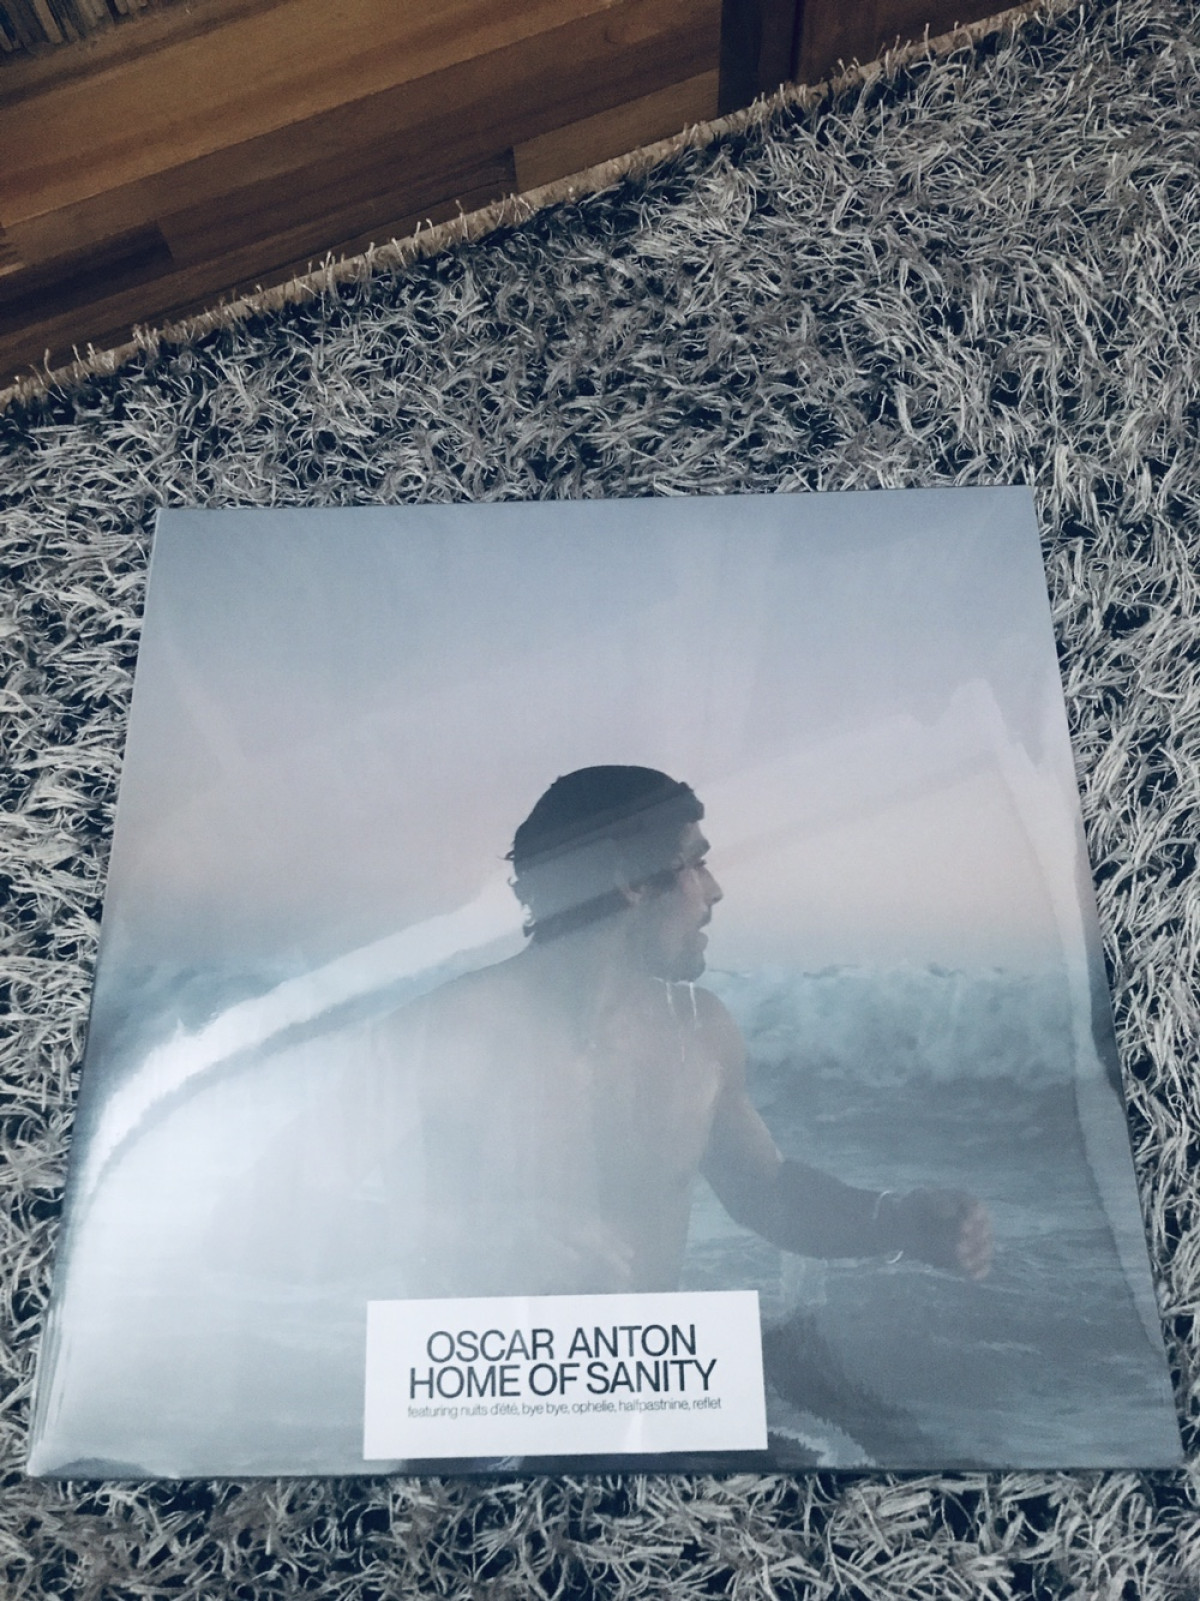 OSCAR ANTON
HOME OF SANITY
featuring nuits d'été, bye bye, ophelie, halfpastnine, reflet